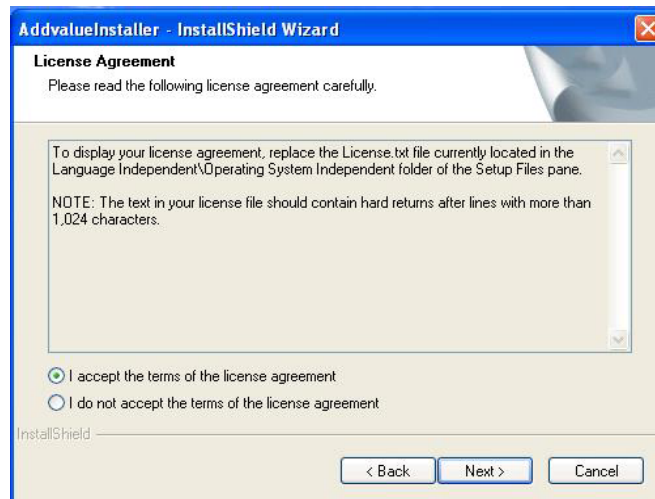 AddvalueInstaller - InstallShield Wizard
License Agreement
Please read the following license agreement carefully.
To display your license agreement, replace the License.txt file currently located in the
Language Independent\Operating System Independent folder of the Setup Files pane.
NOTE: The text in your license file should contain hard returns after lines with more than
1,024 characters.
I accept the terms of the license agreement
I do not accept the terms of the license agreement
InstallShield
< Back
Next >
Cancel